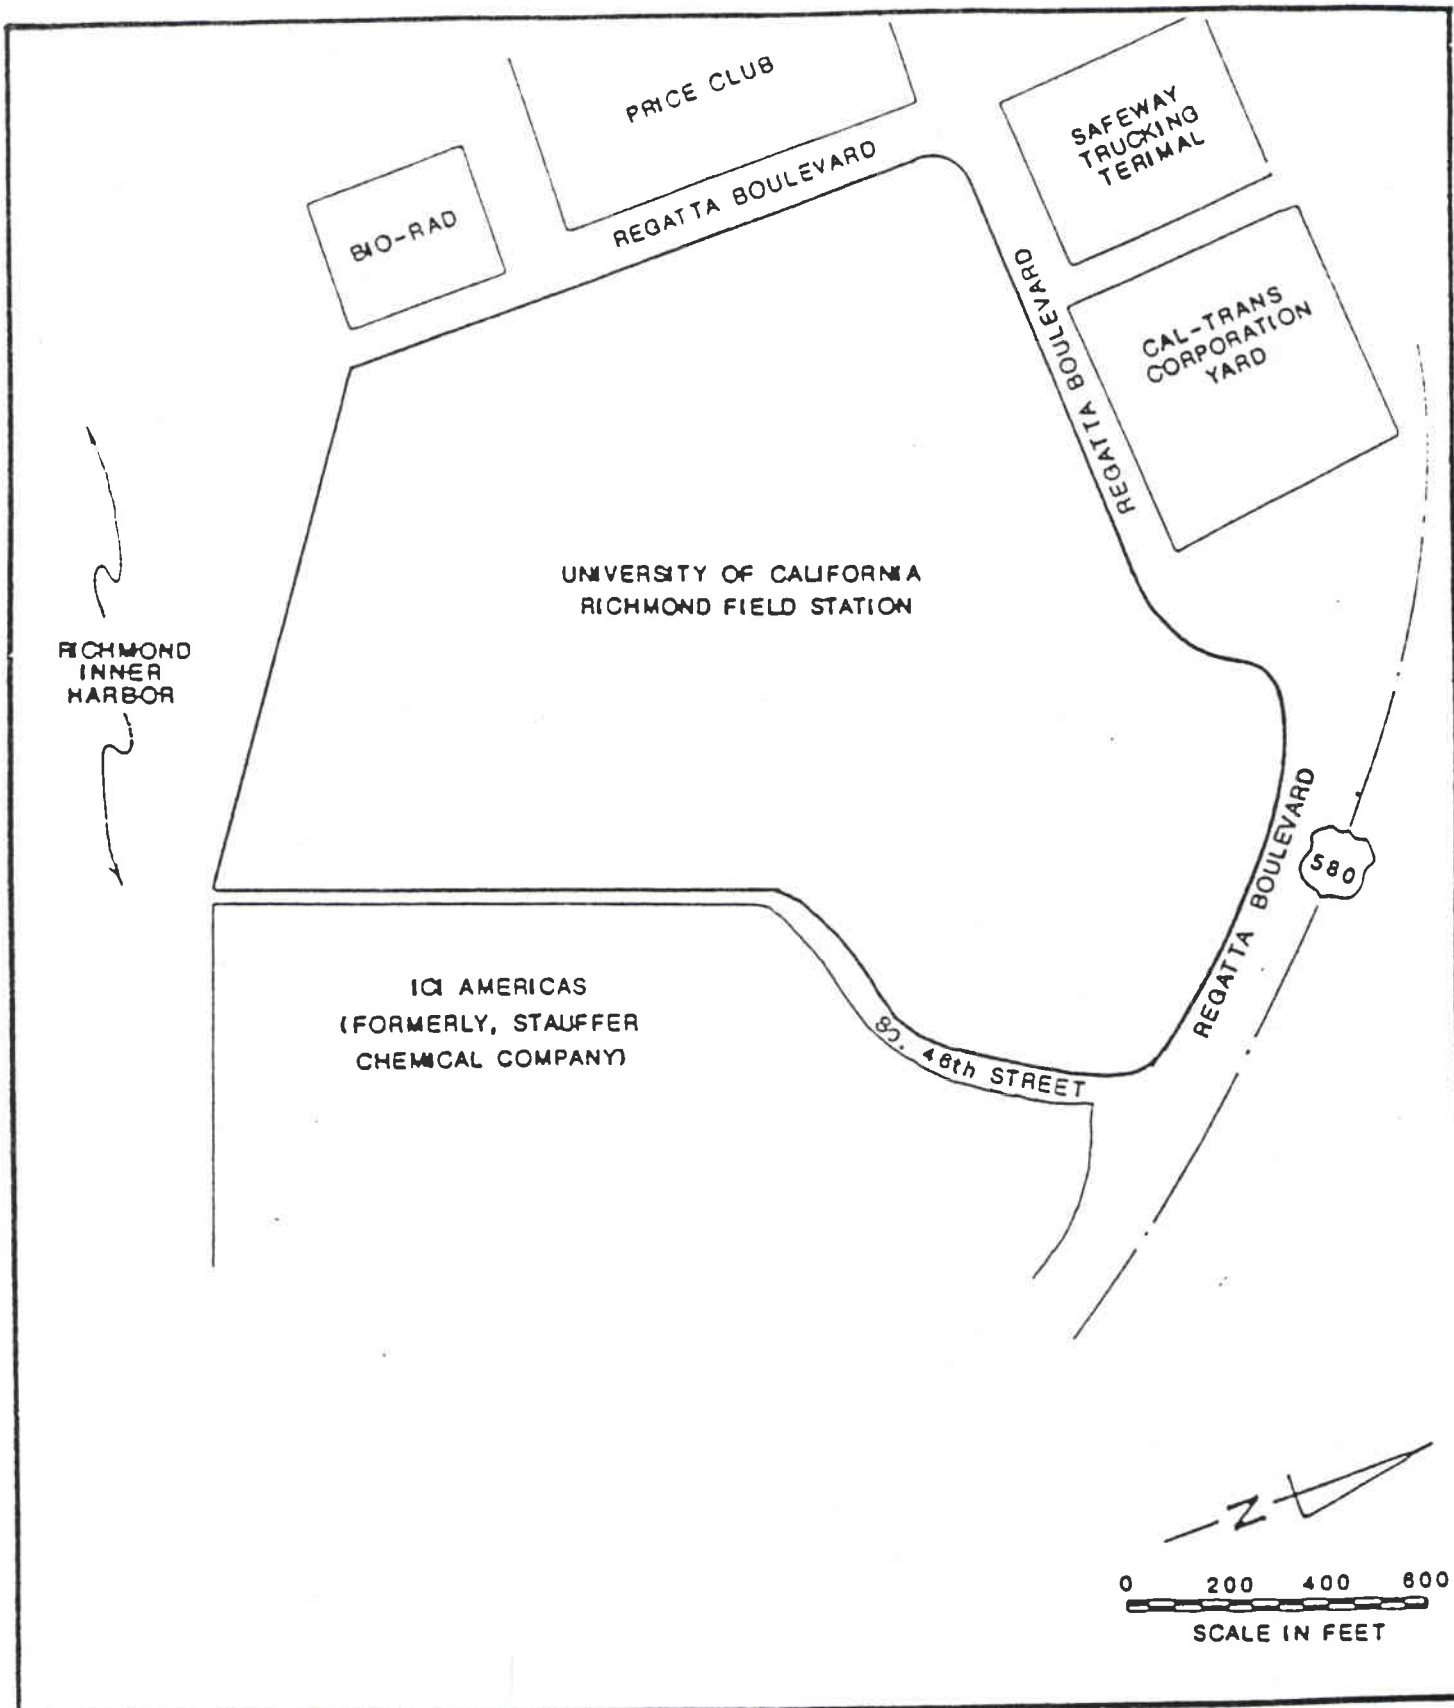 PRICE CLUB
SAFEWAY
TRUCKING
TERIMAL
BIO-RAD
REGATTA BOULEVARD
REGATTA BOULEVARD
CAL-TRANS
CORPORATION
YARD
UNIVERSITY OF CALIFORNIA
RICHMOND FIELD STATION
RICHMOND
INNER
HARBOR
REGATTA BOULEVARD
580
ICI AMERICAS
(FORMERLY, STAUFFER
CHEMICAL COMPANY)
SO. 46th STREET
N
0 200 400 600
SCALE IN FEET